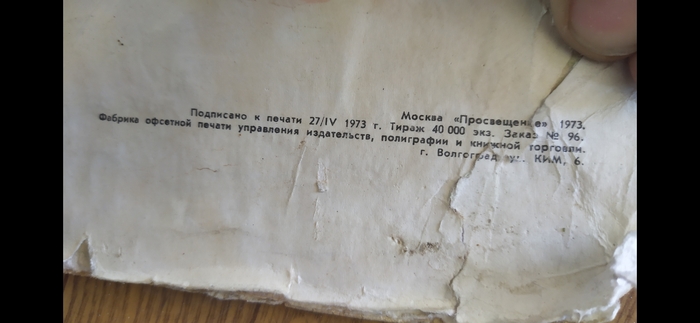 Москва «Просвещение» 1973.
Подписано к печати 27/IV 1973 г. Тираж 40 000 экз. Заказ № 96.
Фабрика офсетной печати управления издательств, полиграфии и книжной торговли.
г. Волгоград ул. КИМ, 6.